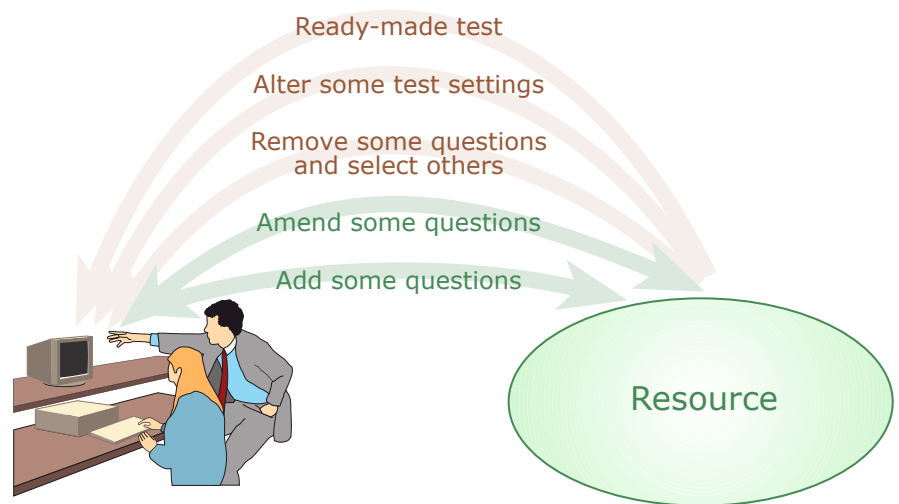 Ready-made test
Alter some test settings
Remove some questions
and select others
Amend some questions
Add some questions
Resource